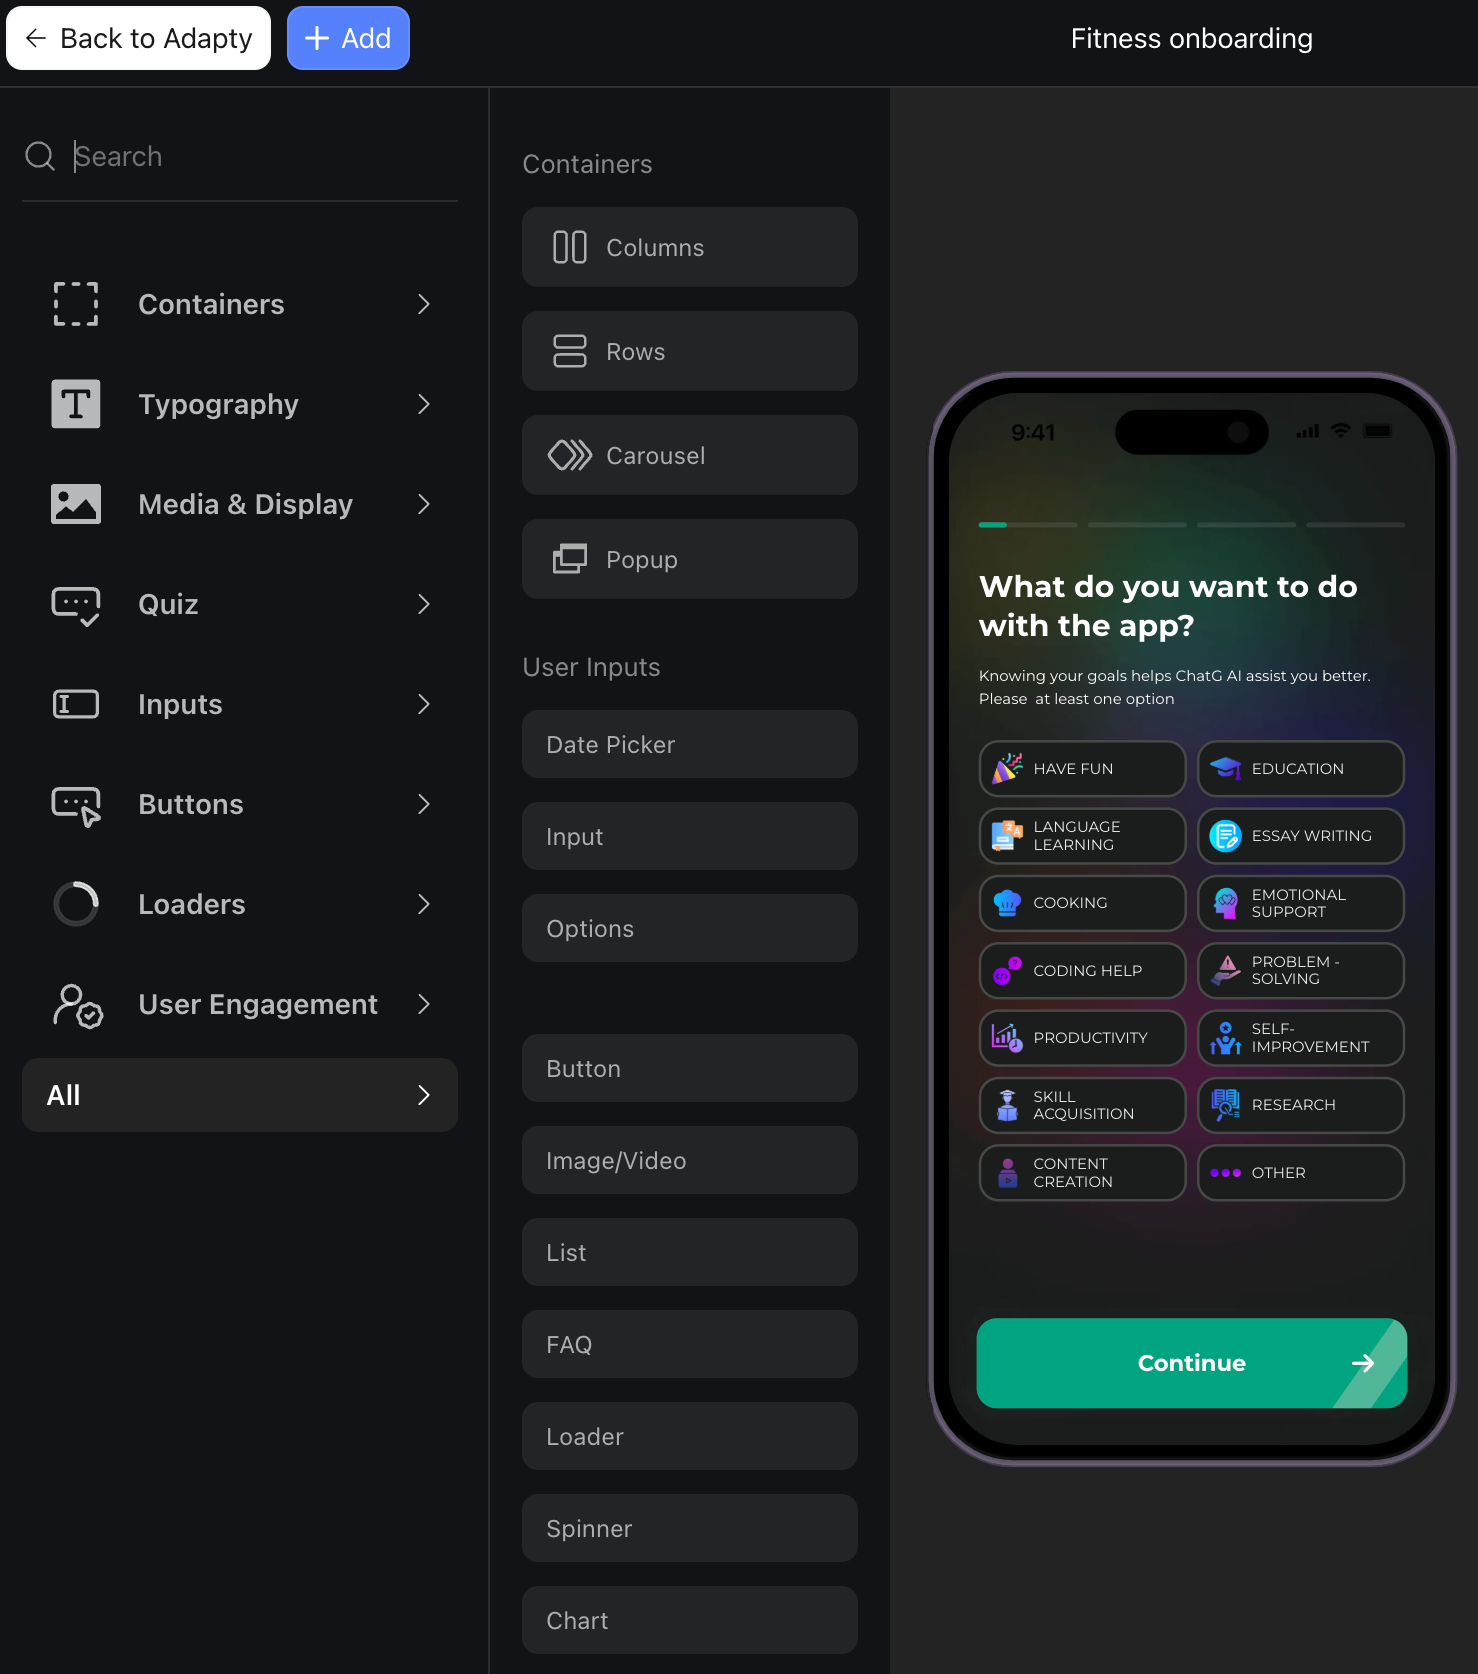 Back to Adapty
Add
Fitness onboarding
Search
Containers
Typography
Media & Display
Quiz
Inputs
Buttons
Loaders
User Engagement
All
Containers
Columns
Rows
Carousel
Popup
User Inputs
Date Picker
Input
Options
Button
Image/Video
List
FAQ
Loader
Spinner
Chart
9:41
What do you want to do
with the app?
Knowing your goals helps ChatG AI assist you better.
Please  at least one option
HAVE FUN
EDUCATION
LANGUAGE
LEARNING
ESSAY WRITING
COOKING
EMOTIONAL
SUPPORT
CODING HELP
PROBLEM -
SOLVING
PRODUCTIVITY
SELF-
IMPROVEMENT
SKILL
ACQUISITION
RESEARCH
CONTENT
CREATION
OTHER
Continue